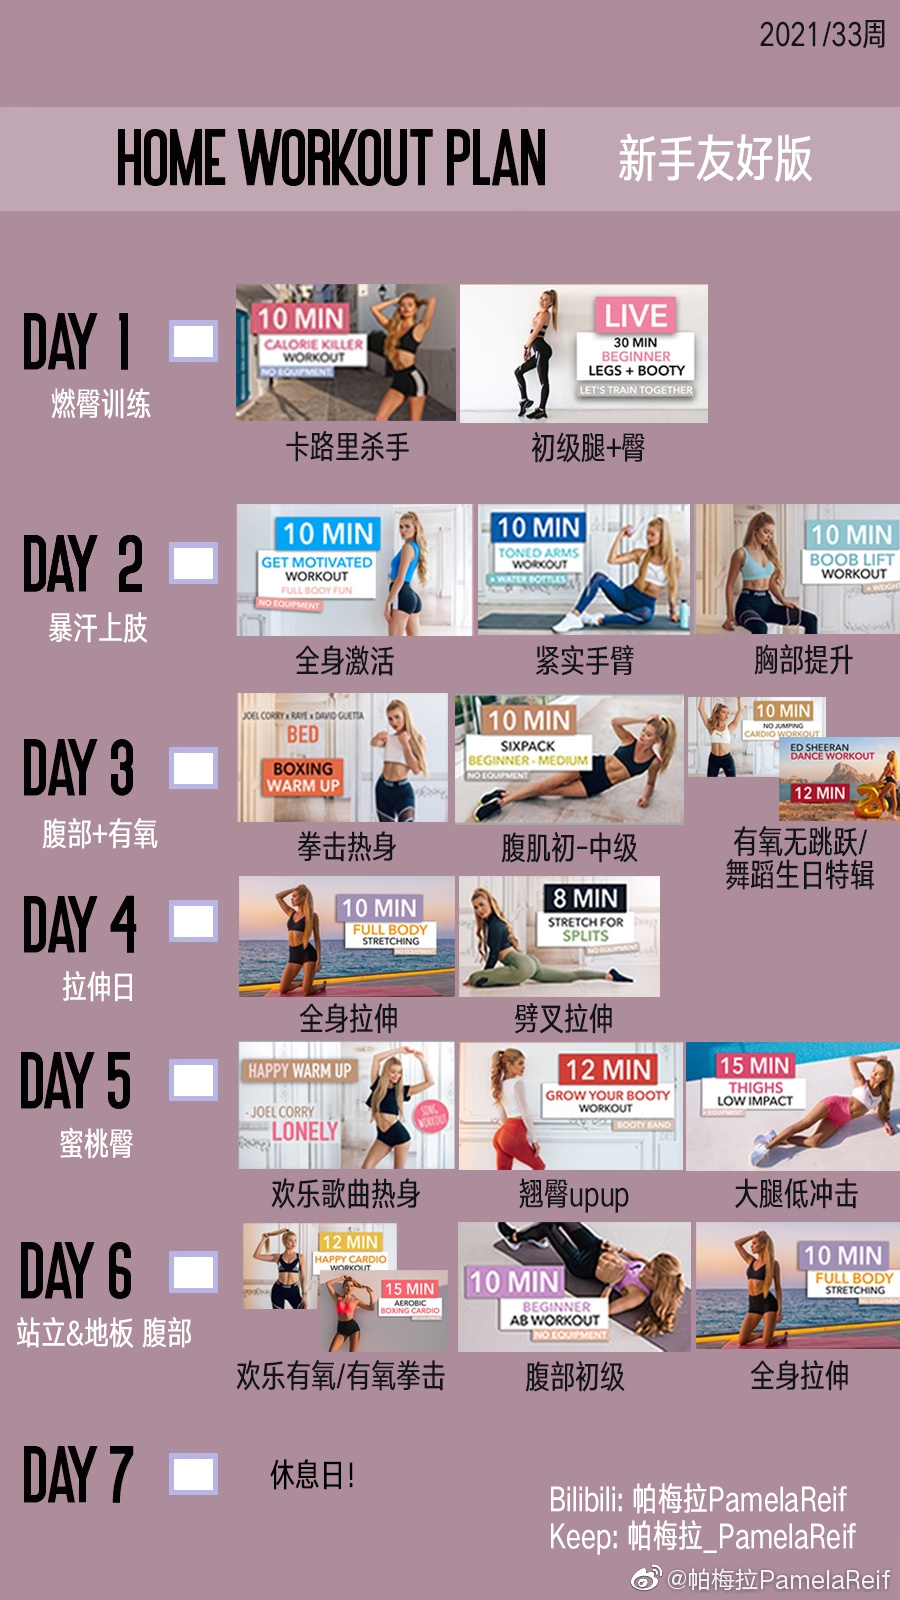 2021/33周
HOME WORKOUT PLAN 新手友好版
DAY 1
燃臀训练
10 MIN
CALORIE KILLER
WORKOUT
NO EQUIPMENT
卡路里杀手
LIVE
30 MIN
BEGINNER
LEGS + BOOTY
LET'S TRAIN TOGETHER
初级腿+臀
DAY 2
暴汗上肢
10 MIN
GET MOTIVATED
WORKOUT
FULL BODY FUN
NO EQUIPMENT
全身激活
10 MIN
TONED ARMS
WORKOUT
+ WATER BOTTLES
紧实手臂
10 MIN
BOOB LIFT
WORKOUT
+ WEIGH
胸部提升
DAY 3
腹部+有氧
JOEL CORRY x RAYE x DAVID GUETTA
BED
BOXING
WARM UP
拳击热身
10 MIN
SIXPACK
BEGINNER - MEDIUM
NO EQUIPMENT
腹肌初-中级
10 MIN
NO JUMPING
CARDIO WORKOUT
ED SHEERAN
DANCE WORKOUT
12 MIN
有氧无跳跃/
舞蹈生日特辑
DAY 4
拉伸日
10 MIN
FULL BODY
STRETCHING
NO EQUIPMENT
全身拉伸
8 MIN
STRETCH FOR
SPLITS
NO EQUIPMENT
劈叉拉伸
DAY 5
蜜桃臀
HAPPY WARM UP
- JOEL CORRY
LONELY
SONG
WORKOUT
欢乐歌曲热身
12 MIN
GROW YOUR BOOTY
WORKOUT
BOOTY BAND
翘臀upup
15 MIN
THIGHS
LOW IMPACT
大腿低冲击
DAY 6
站立&地板 腹部
12 MIN
HAPPY CARDIO
WORKOUT
15 MIN
AEROBIC
BOXING CARDIO
欢乐有氧/有氧拳击
10 MIN
BEGINNER
AB WORKOUT
NO EQUIPMENT
腹部初级
10 MIN
FULL BODY
STRETCHING
全身拉伸
DAY 7
休息日!
Bilibili: 帕梅拉PamelaReif
Keep: 帕梅拉_PamelaReif
@帕梅拉PamelaReif